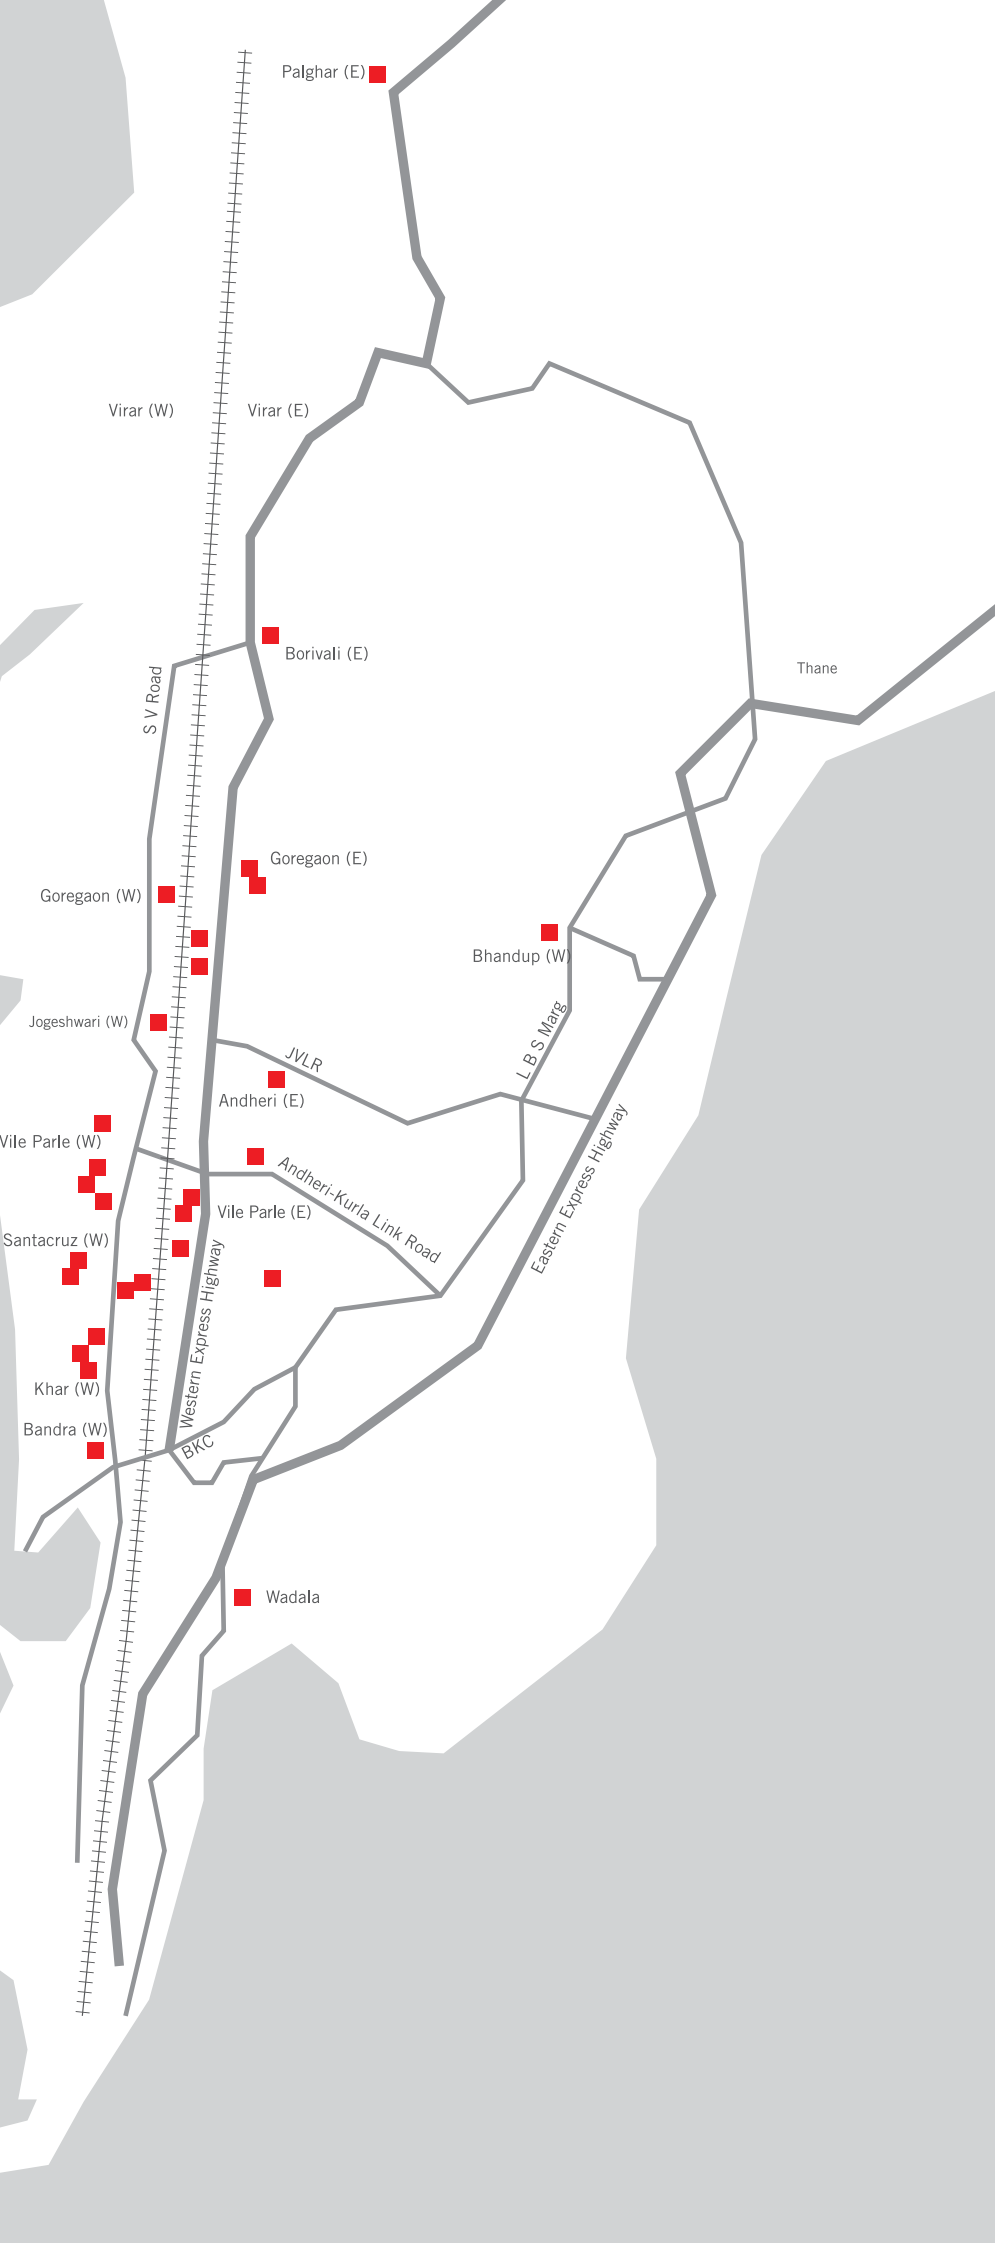 Palghar (E)
Virar (W)
Virar (E)
Borivali (E)
Thane
S V Road
Goregaon (E)
Goregaon (W)
Bhandup (W)
Jogeshwari (W)
L B S Marg
JVLR
Andheri (E)
Vile Parle (W)
Andheri-Kurla Link Road
Eastern Express Highway
Vile Parle (E)
Santacruz (W)
Western Express Highway
Khar (W)
Bandra (W)
BKC
Wadala